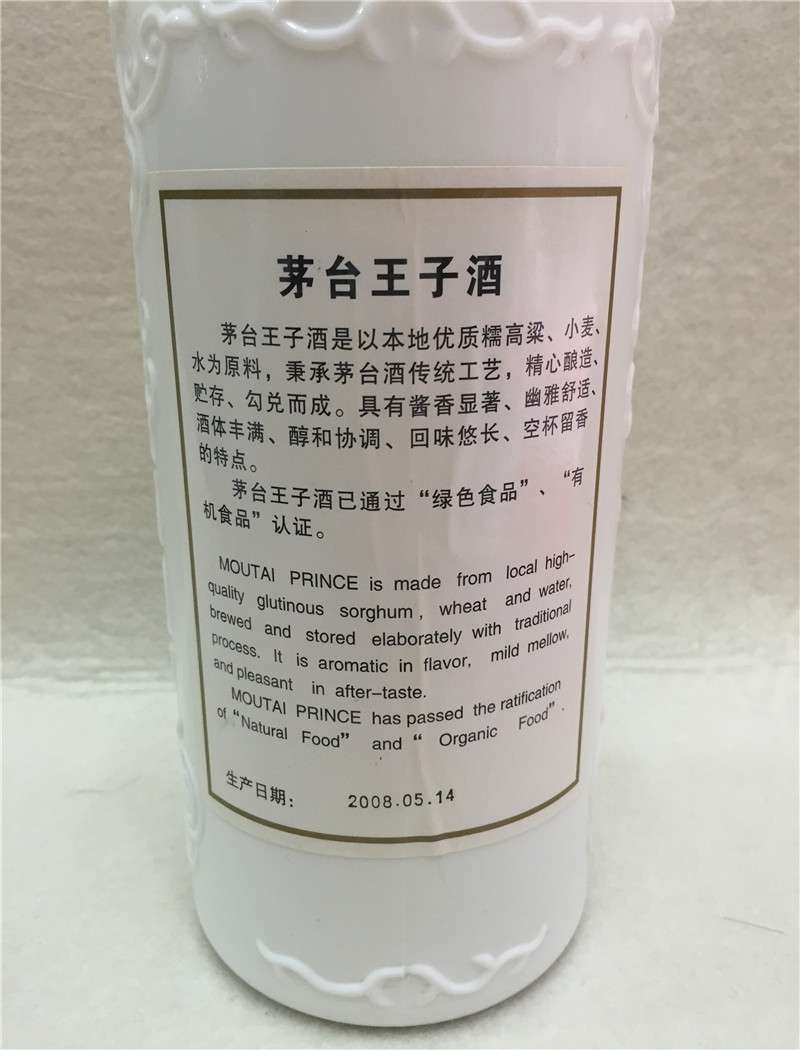 茅台王子酒
茅台王子酒是以本地优质糯高粱、小麦、
水为原料，秉承茅台酒传统工艺，精心酿造、
贮存、勾兑而成。具有酱香显著、幽雅舒适、
酒体丰满、醇和协调、回味悠长、空杯留香
的特点。
茅台王子酒已通过“绿色食品”、“有
机食品”认证。
MOUTAI PRINCE is made from local high-
quality glutinous sorghum, wheat and water,
brewed and stored elaborately with traditional
process. It is aromatic in flavor, mild mellow,
and pleasant in after-taste.
MOUTAI PRINCE has passed the ratification
of “Natural Food” and “ Organic Food”.
生产日期： 2008.05.14